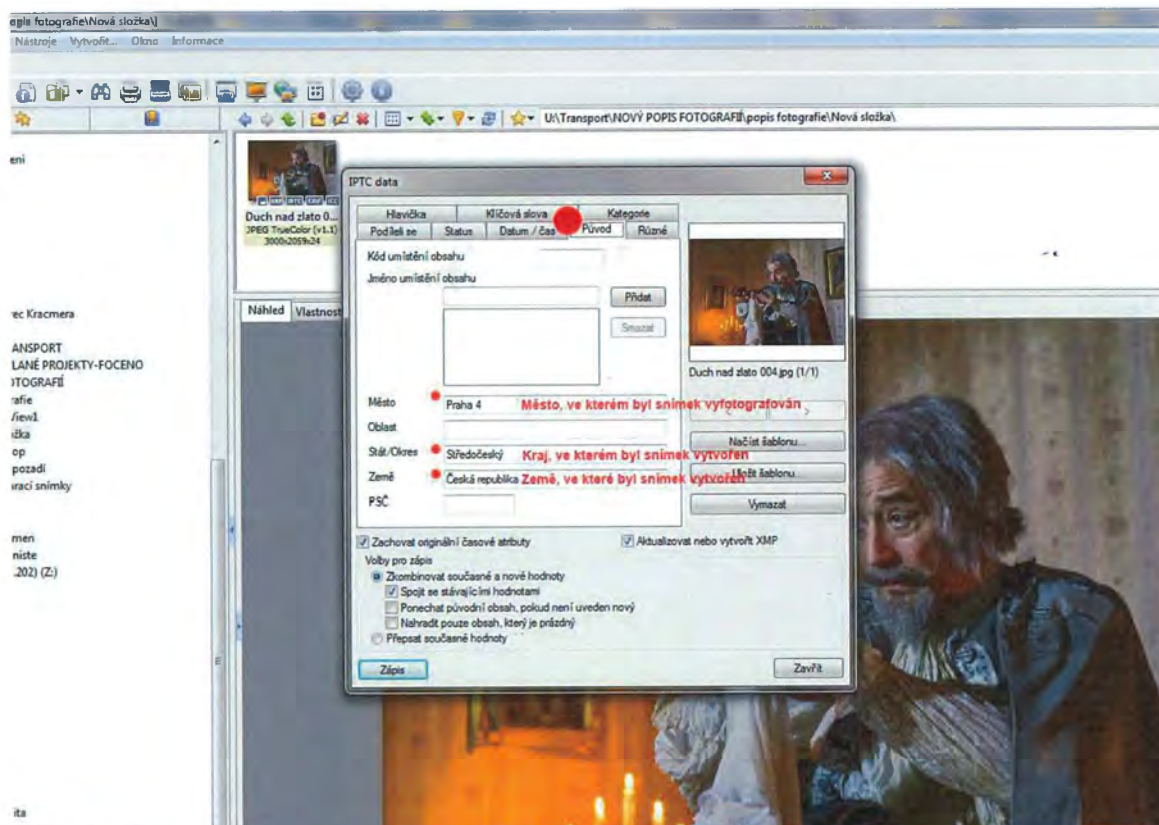 opis fotografie\Nová složka\]
Nástroje Vytvořit... Okno Informace
U:\Transport\NOVÝ POPIS FOTOGRAFIÍ\popis fotografie\Nová složka\
eni
Duch nad zlato 0...
JPEG TrueColor (v1.1)
3000x2059x24
Náhled Vlastnost
vec Kracmera
ANSPORT
LANÉ PROJEKTY-FOCENO
OTOGRAFIÍ
rafie
View1
ožka
op
pozadí
rací snímky
men
niste
.202) (Z:)
ita
IPTC data
Hlavička Klíčová slova Kategorie
Podíleli se Status Datum / čas Původ Různé
Kód umístění obsahu
Jméno umístění obsahu
Přidat
Smazat
Duch nad zlato 004.jpg (1/1)
Město Praha 4 Město, ve kterém byl snímek vyfotografován
Oblast
Načíst šablonu...
Stát/Okres Středočeský Kraj, ve kterém byl snímek vytvořen
Země Česká republika Země, ve které byl snímek vytvořen
Uložit šablonu...
PSČ
Vymazat
Zachovat originální časové atributy Aktualizovat nebo vytvořit XMP
Volby pro zápis
Zkombinovat současné a nové hodnoty
Spojit se stávajícími hodnotami
Ponechat původní obsah, pokud není uveden nový
Nahradit pouze obsah, který je prázdný
Přepsat současné hodnoty
Zápis Zavřít